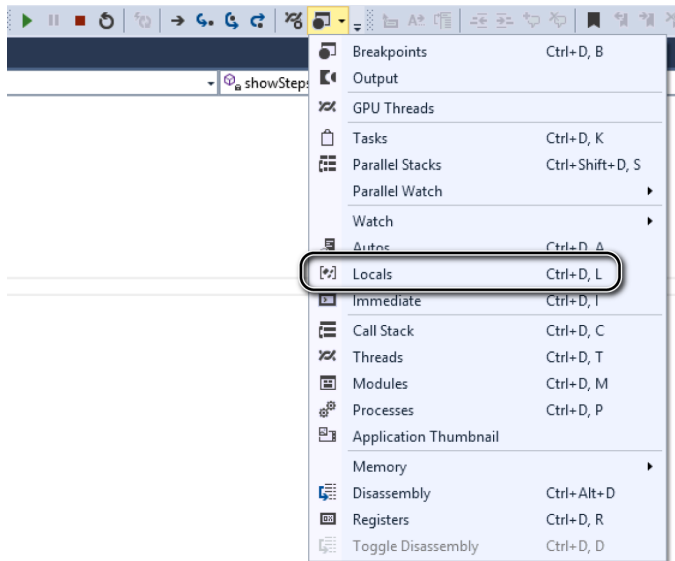 showSteps
Breakpoints Ctrl+D, B
Output
GPU Threads
Tasks Ctrl+D, K
Parallel Stacks Ctrl+Shift+D, S
Parallel Watch
Watch
Autos Ctrl+D, A
Locals Ctrl+D, L
Immediate Ctrl+D, I
Call Stack Ctrl+D, C
Threads Ctrl+D, T
Modules Ctrl+D, M
Processes Ctrl+D, P
Application Thumbnail
Memory
Disassembly Ctrl+Alt+D
Registers Ctrl+D, R
Toggle Disassembly Ctrl+D, D